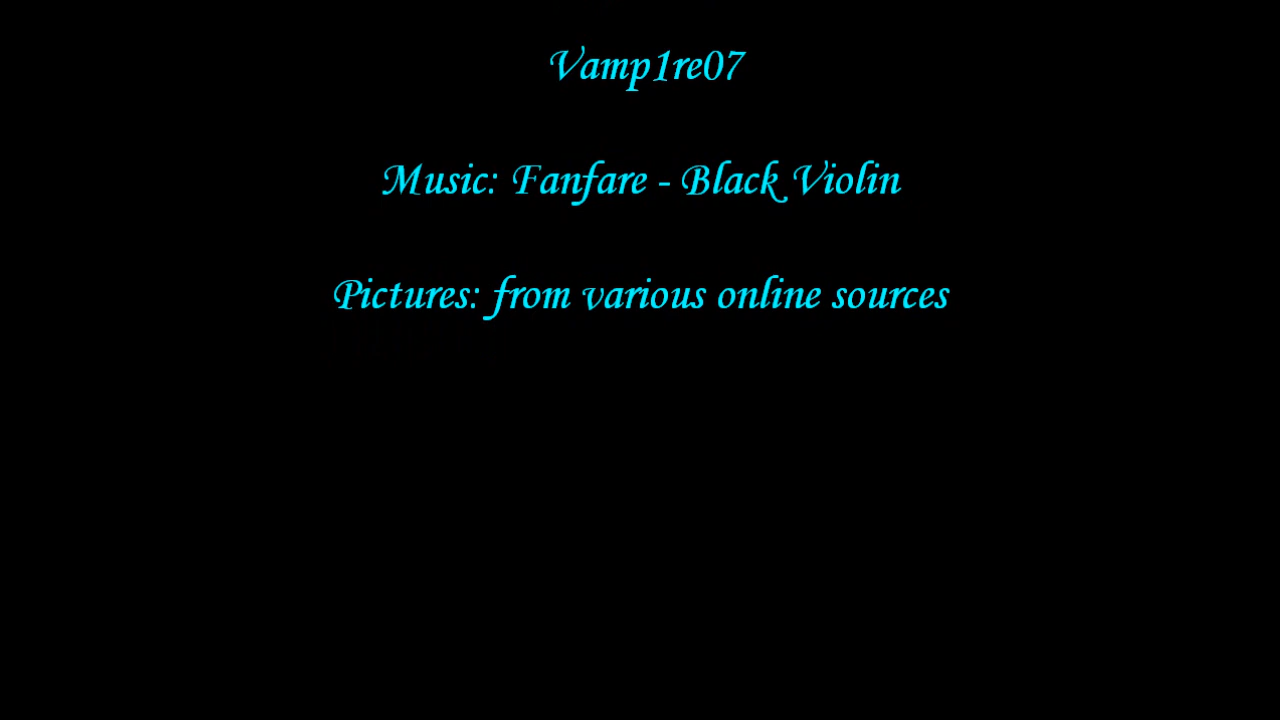 Vamp1re07
Music: Fanfare - Black Violin
Pictures: from various online sources